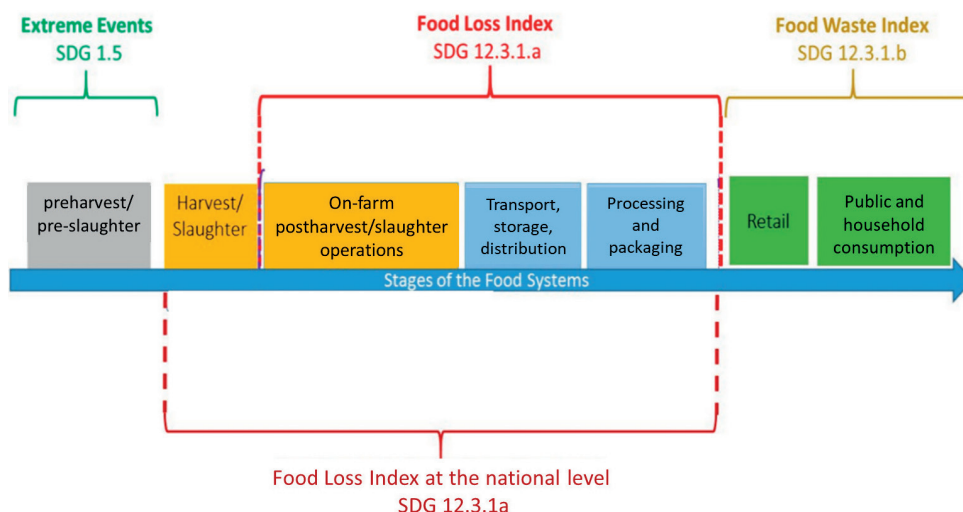 Extreme Events
SDG 1.5
Food Loss Index
SDG 12.3.1.a
Food Waste Index
SDG 12.3.1.b
preharvest/
pre-slaughter
Harvest/
Slaughter
On-farm
postharvest/slaughter
operations
Transport,
storage,
distribution
Processing
and
packaging
Retail
Public and
household
consumption
Stages of the Food Systems
Food Loss Index at the national level
SDG 12.3.1a